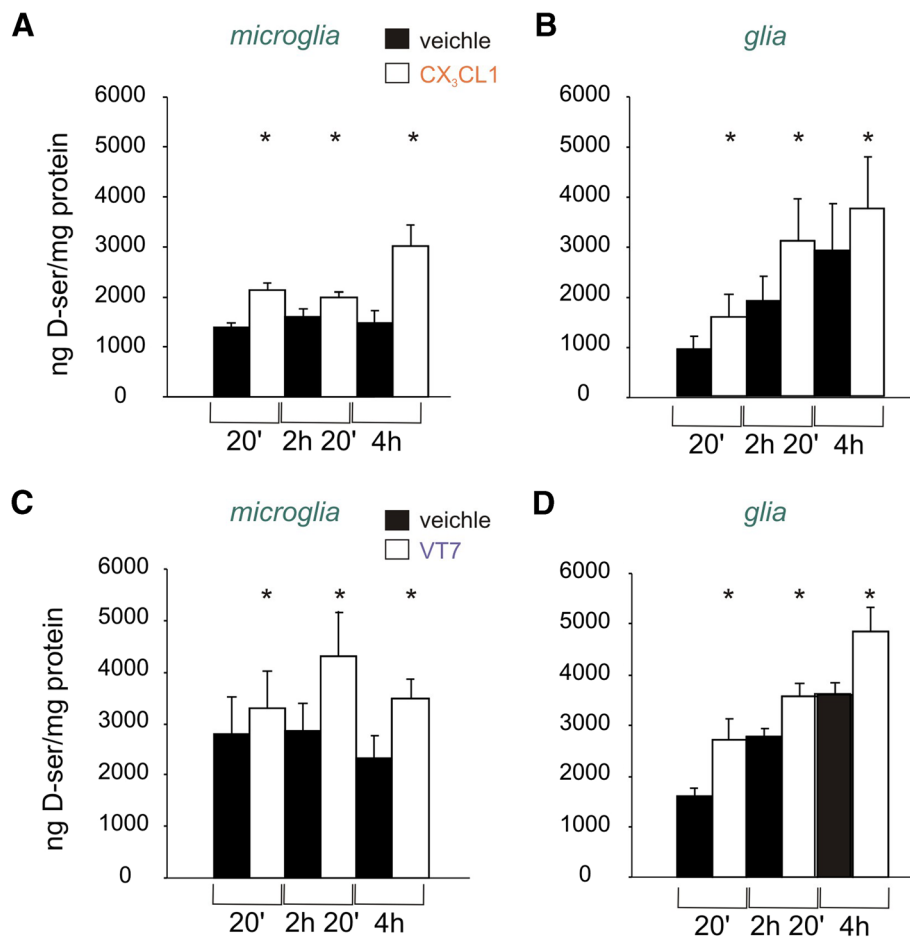 A
microglia
veichle
CX₃CL1
ng D-ser/mg protein
6000
5000
4000
3000
2000
1000
0
* * *
20' 2h 20' 4h
B
glia
6000
5000
4000
3000
2000
1000
0
* * *
20' 2h 20' 4h
C
microglia
veichle
VT7
ng D-ser/mg protein
6000
5000
4000
3000
2000
1000
0
* * *
20' 2h 20' 4h
D
glia
6000
5000
4000
3000
2000
1000
0
* * *
20' 2h 20' 4h